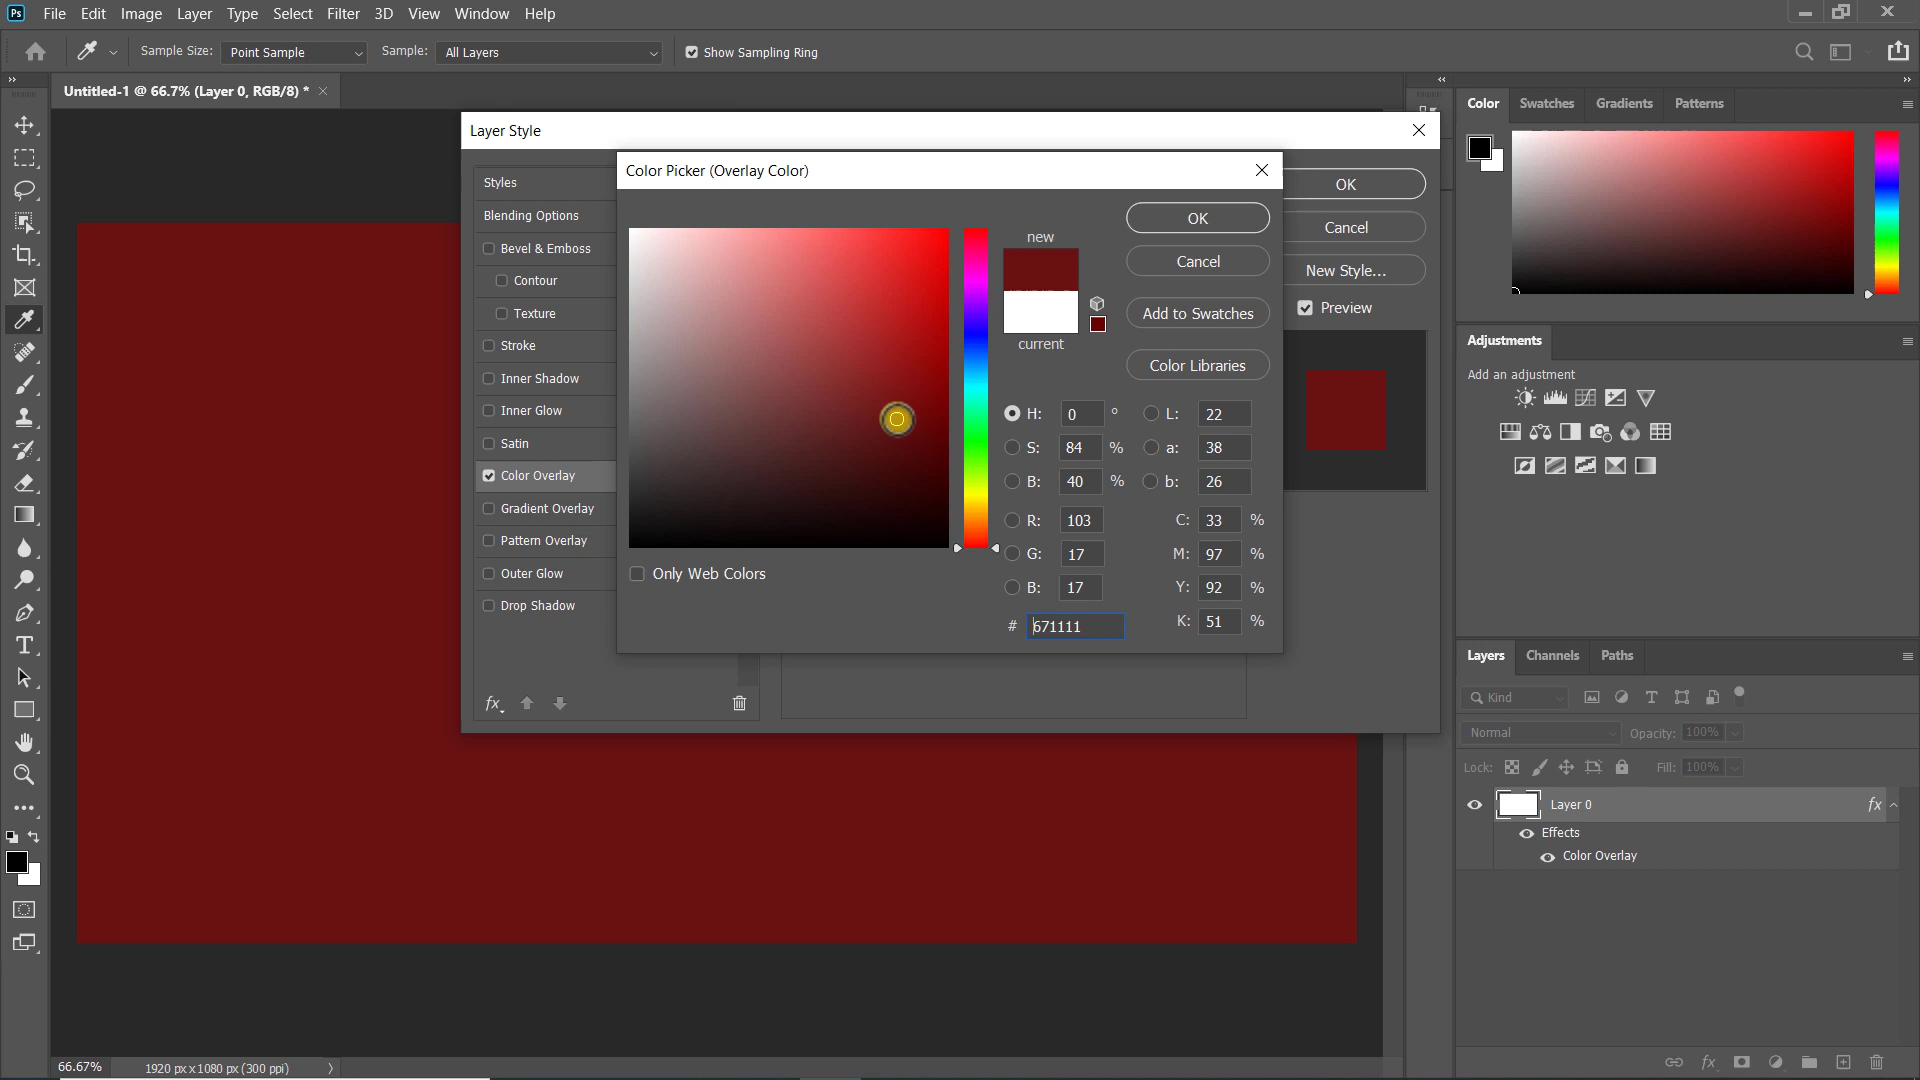 Ps File Edit Image Layer Type Select Filter 3D View Window Help
Sample Size: Point Sample Sample: All Layers Show Sampling Ring
Untitled-1 @ 66.7% (Layer 0, RGB/8) *
Layer Style
Styles
Blending Options
Bevel & Emboss
Contour
Texture
Stroke
Inner Shadow
Inner Glow
Satin
Color Overlay
Gradient Overlay
Pattern Overlay
Outer Glow
Drop Shadow
fx
Color Picker (Overlay Color)
new
current
OK
Cancel
Add to Swatches
Color Libraries
H: 0 ° L: 22
S: 84 % a: 38
B: 40 % b: 26
R: 103 C: 33 %
G: 17 M: 97 %
B: 17 Y: 92 %
# 671111 K: 51 %
Only Web Colors
OK
Cancel
New Style...
Preview
Color Swatches Gradients Patterns
Adjustments
Add an adjustment
Layers Channels Paths
Kind
Normal Opacity: 100%
Lock: Fill: 100%
Layer 0 fx
Effects
Color Overlay
fx
66.67% 1920 px x 1080 px (300 ppi)